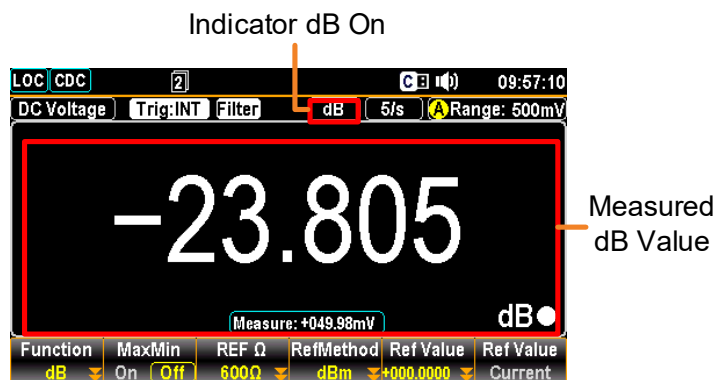 Indicator dB On
LOC CDC 2 C 09:57:10
DC Voltage Trig:INT Filter dB 5/s A Range: 500mV
−23.805
Measured
dB Value
Measure: +049.98mV dB
Function MaxMin REF Ω RefMethod Ref Value Ref Value
dB On Off 600Ω dBm +000.0000 Current